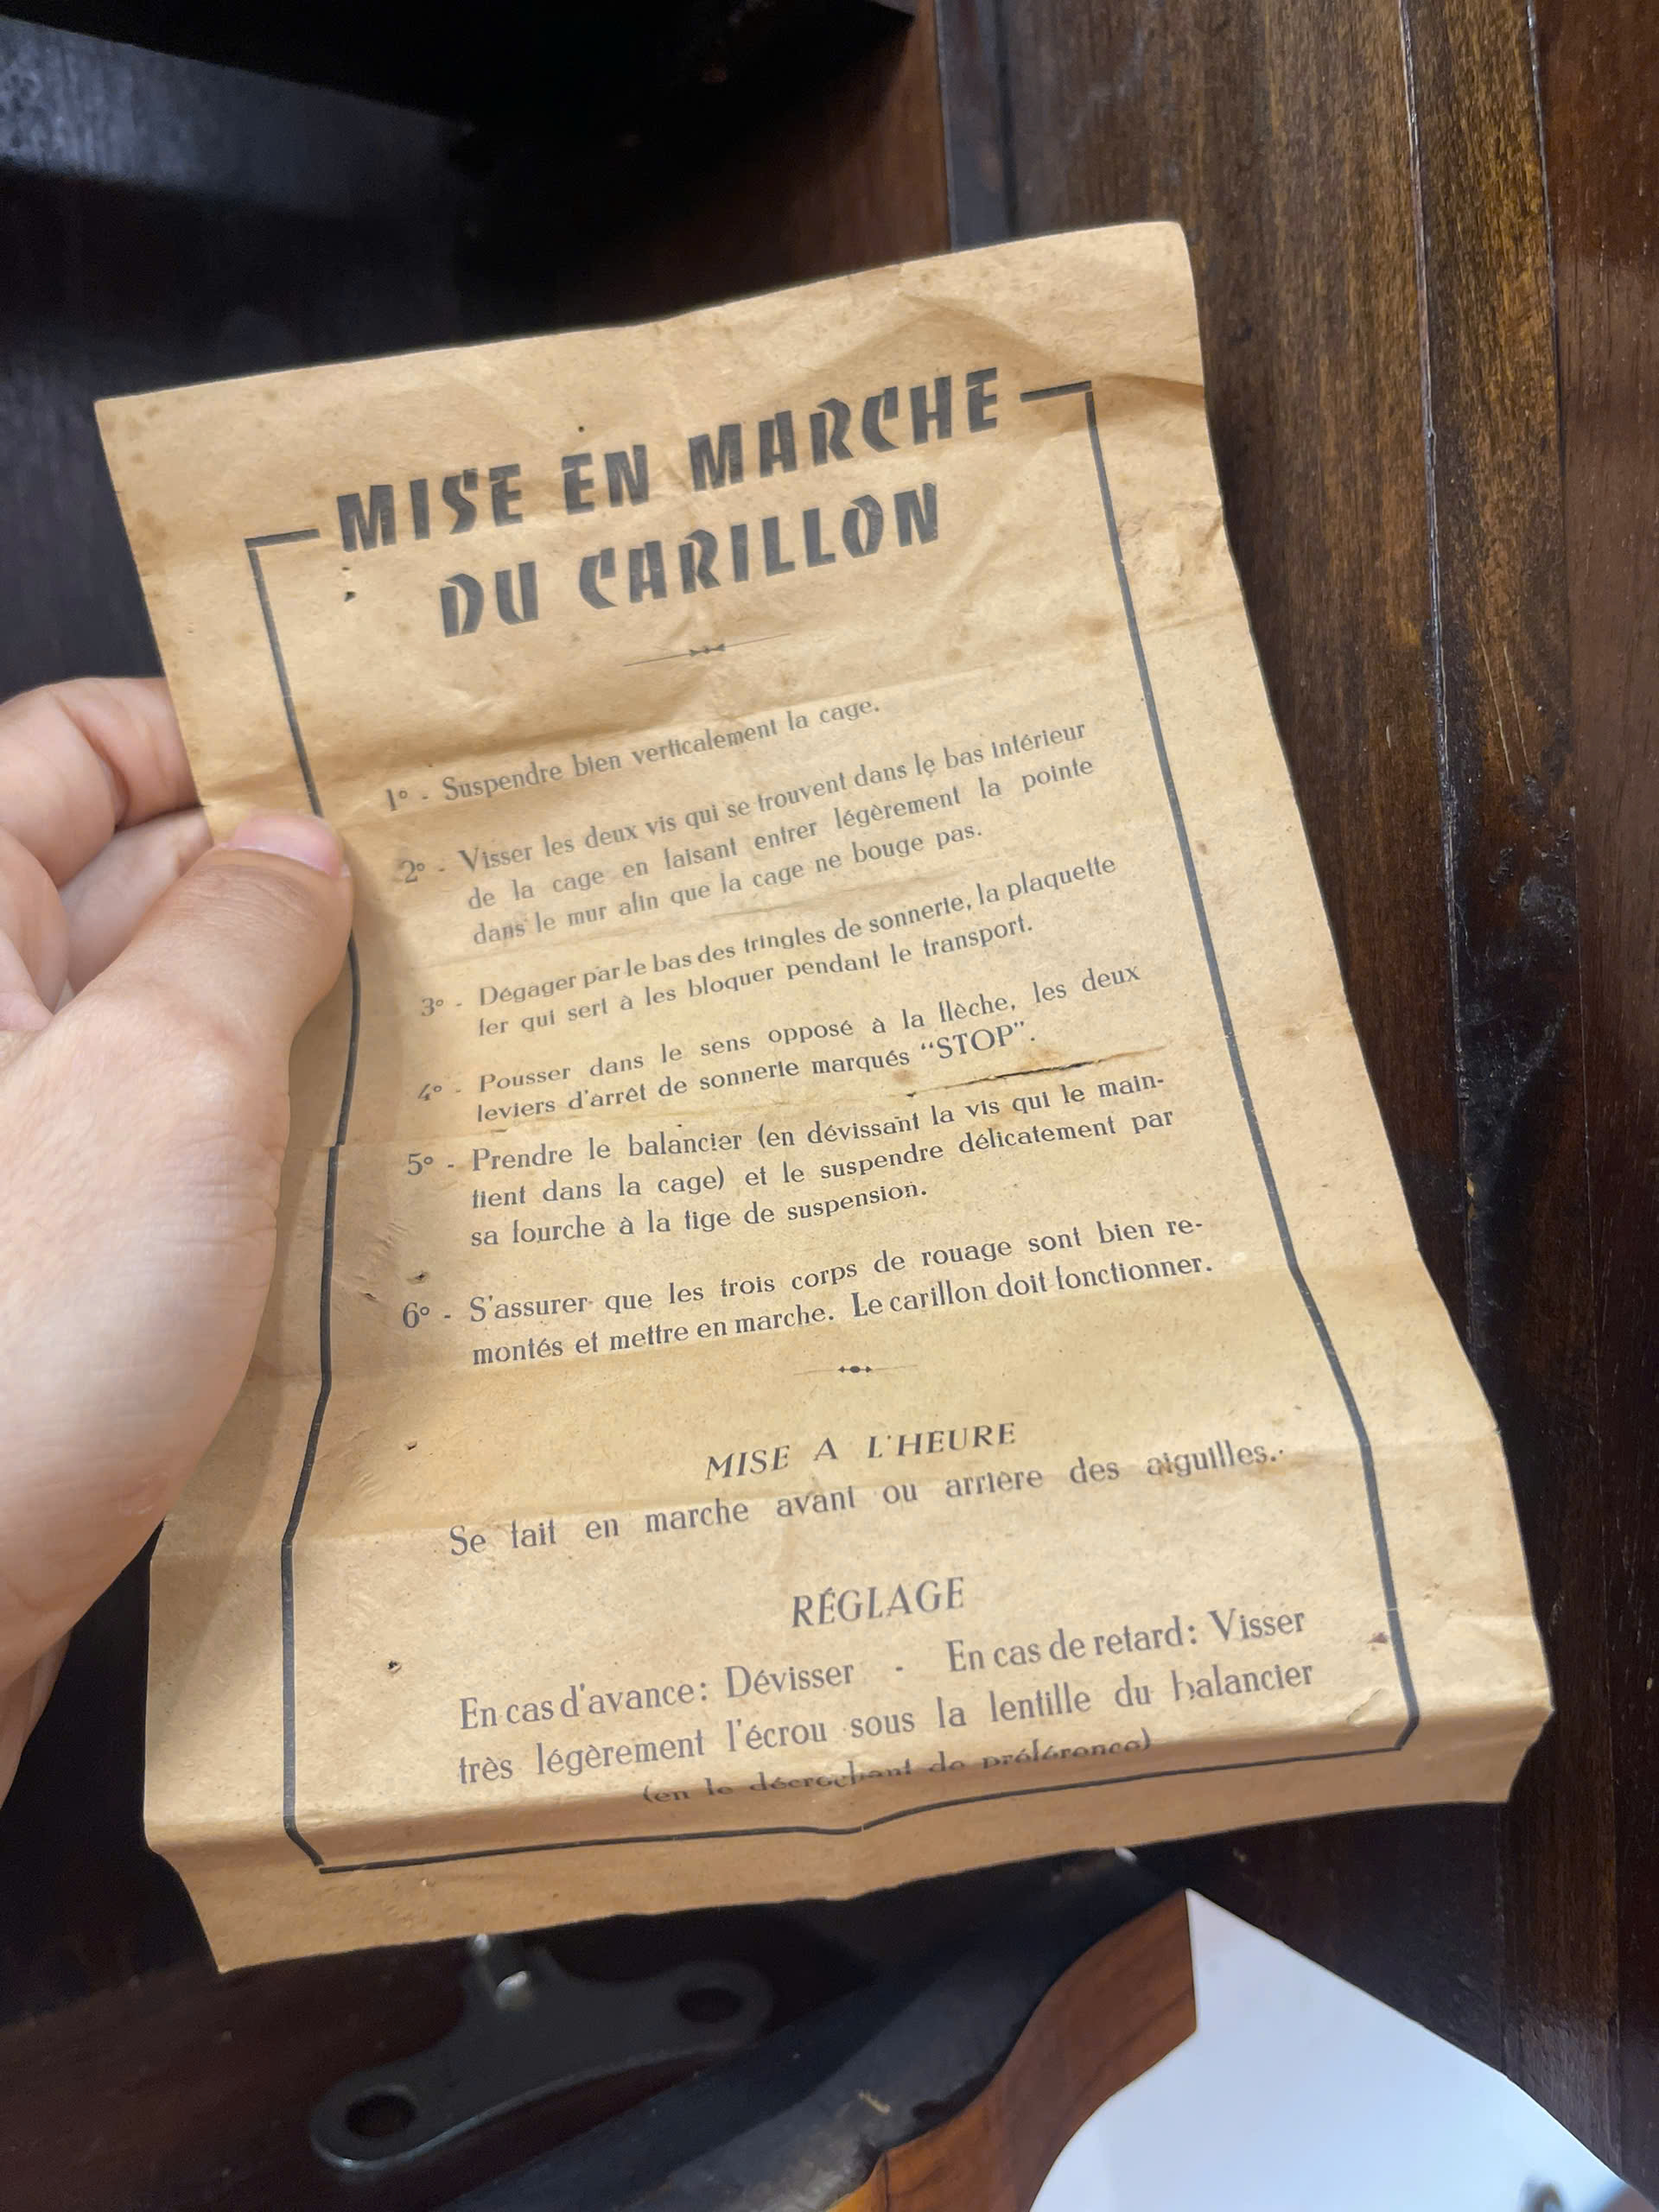 MISE EN MARCHE
DU CARILLON
1° - Suspendre bien verticalement la cage.
2° - Visser les deux vis qui se trouvent dans le bas intérieur
de la cage en faisant entrer légèrement la pointe
dans le mur afin que la cage ne bouge pas.
3° - Dégager par le bas des tringles de sonnerie, la plaquette
fer qui sert à les bloquer pendant le transport.
4° - Pousser dans le sens opposé à la flèche, les deux
leviers d'arrêt de sonnerie marqués "STOP".
5° - Prendre le balancier (en dévissant la vis qui le main-
tient dans la cage) et le suspendre délicatement par
sa fourche à la tige de suspension.
6° - S'assurer que les trois corps de rouage sont bien re-
montés et mettre en marche. Le carillon doit fonctionner.
MISE A L'HEURE
Se fait en marche avant ou arrière des aiguilles.
RÉGLAGE
En cas d'avance: Dévisser - En cas de retard: Visser
très légèrement l'écrou sous la lentille du balancier
(en le décrochant de préférence)